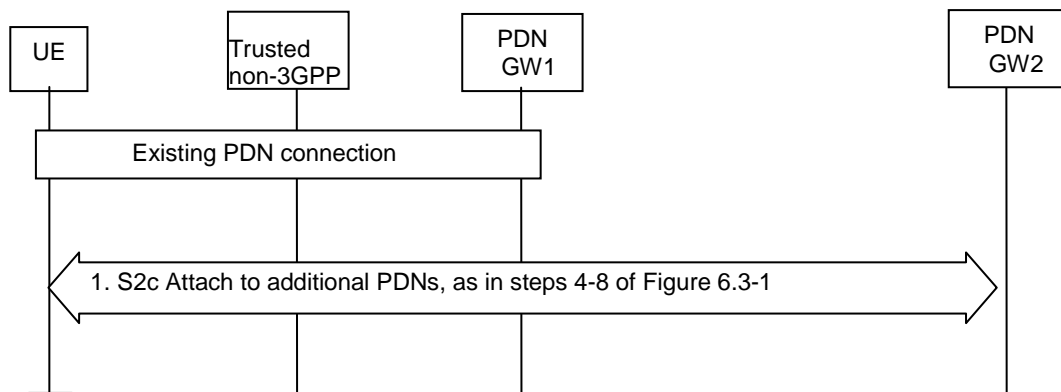 UE
Trusted
non-3GPP
PDN
GW1
PDN
GW2
Existing PDN connection
1. S2c Attach to additional PDNs, as in steps 4-8 of Figure 6.3-1